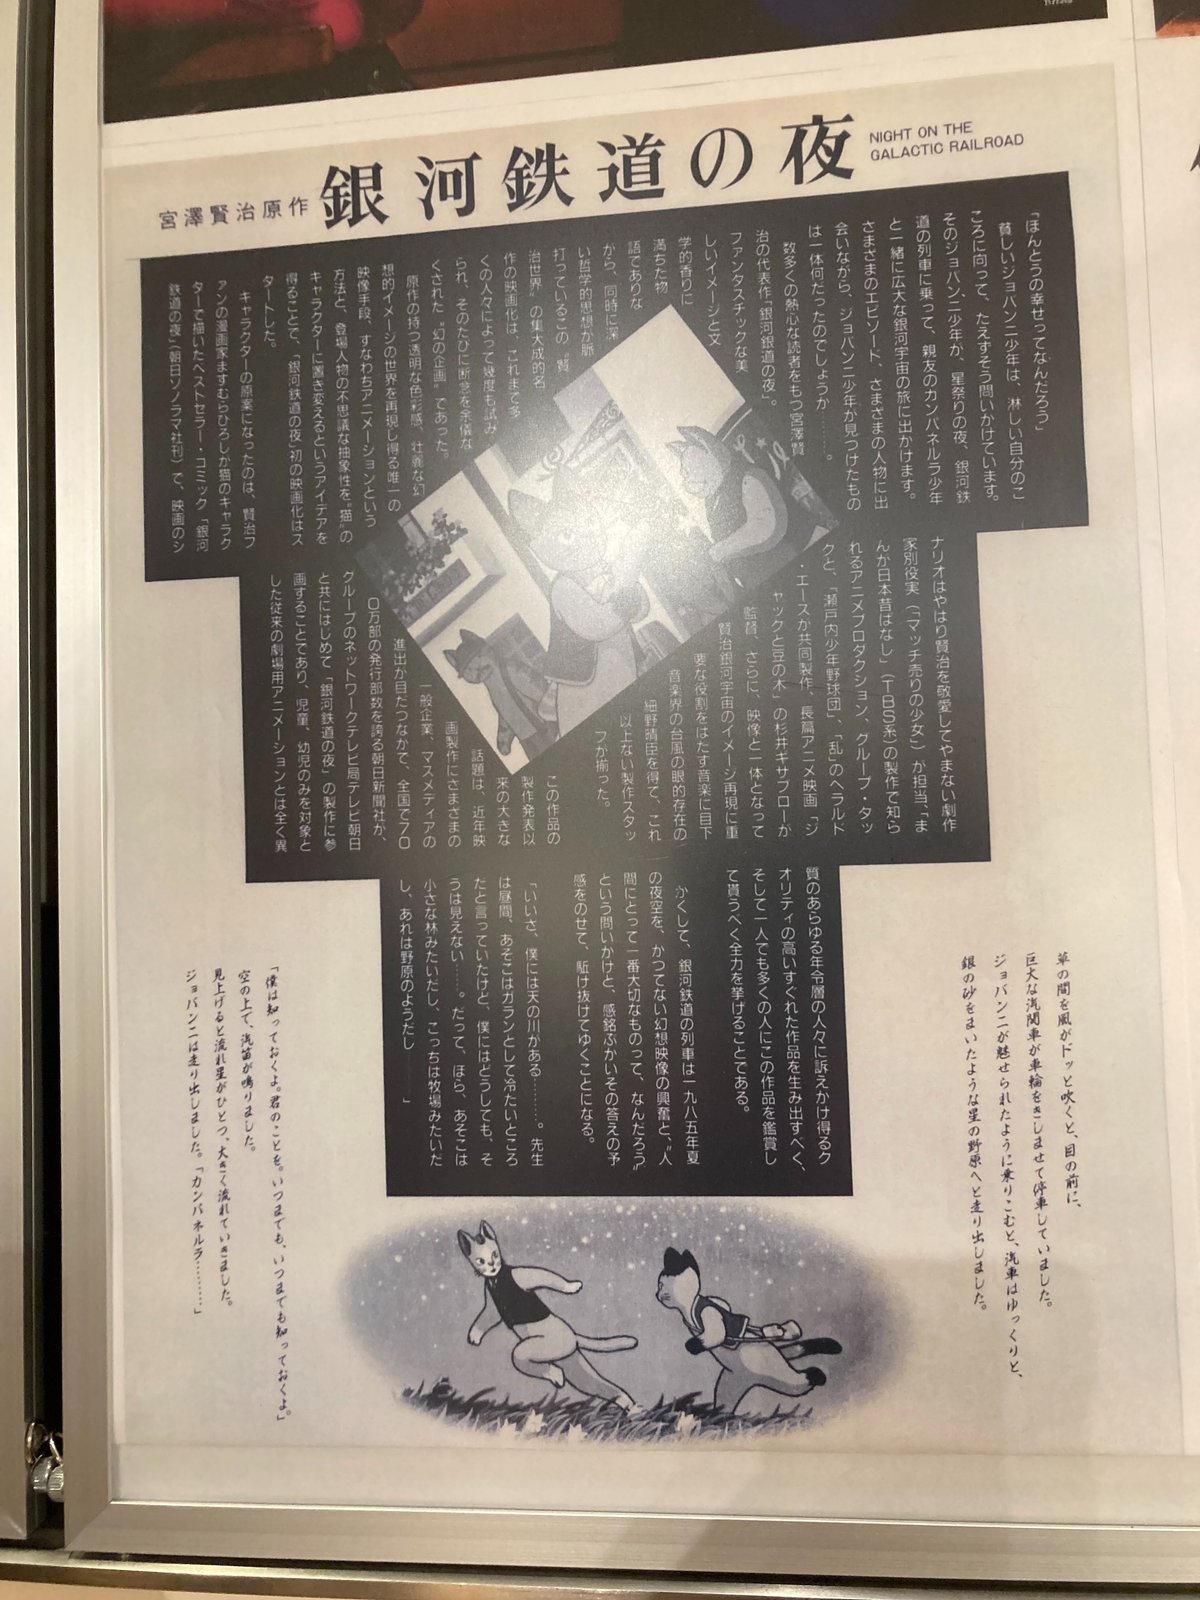 宮澤賢治原作
銀河鉄道の夜
NIGHT ON THE
GALACTIC RAILROAD
「ほんとうの幸せってなんだろう」
貧しいジョバンニ少年は、淋しい自分のこ
ころに向って、たえずそう問いかけています。
そのジョバンニ少年が、星祭りの夜、銀河鉄
道の列車に乗って、親友のカンパネルラ少年
と一緒に広大な銀河宇宙の旅に出かけます。
さまざまのエピソード、さまざまの人物に出
会いながら、ジョバンニ少年が見つけたもの
は一体何だったのでしょうか……。
数多くの熱心な読者をもつ宮澤賢
治の代表作「銀河鉄道の夜」。
ファンタスチックな美
しいイメージと文
学的香りに
満ちた物
語でありな
がら、同時に深
い哲学的思想が脈
打っているこの、“賢
治世界”の集大成的名
作の映画化は、これまで多
くの人々によって幾度も試み
られ、そのたびに断念を余儀な
くされた“幻の企画”であった。
原作の持つ透明な色彩感、壮麗な幻
想的イメージの世界を再現し得る唯一の
映像手段、すなわちアニメーションという
方法と、登場人物の不思議な抽象性を“猫”の
キャラクターに置き変えるというアイデアを
得ることで、「銀河鉄道の夜」初の映画化はス
タートした。
キャラクターの原案になったのは、賢治フ
ァンの漫画家ますむらひろしが猫のキャラク
ターで描いたベストセラー・コミック「銀河
鉄道の夜」（朝日ソノラマ社刊）で、映画のシ
ナリオはやはり賢治を敬愛してやまない劇作
家別役実（「マッチ売りの少女」）が担当、「ま
んが日本昔ばなし」（TBS系）の製作で知ら
れるアニメプロダクション、グループ・タッ
クと、「瀬戸内少年野球団」、「乱」のヘラルド
・エースが共同製作、長篇アニメ映画「ジ
ャックと豆の木」の杉井ギサブローが
監督、さらに、映像と一体となって
賢治銀河宇宙のイメージ再現に重
要な役割をはたす音楽に目下
音楽界の台風の眼的存在の
細野晴臣を得て、これ
以上ない製作スタッ
フが揃った。
この作品の
製作発表以
来の大きな
話題は、近年映
画製作にさまざまの
一般企業、マスメディアの
進出が目だつなかで、全国で７０
０万部の発行部数を誇る朝日新聞社が、
グループのネットワークテレビ局テレビ朝日
と共にはじめて「銀河鉄道の夜」の製作に参
画することであり、児童、幼児のみを対象と
した従来の劇場用アニメーションとは全く異
質のあらゆる年令層の人々に訴えかけ得るク
オリティの高いすぐれた作品を生み出すべく、
そして一人でも多くの人にこの作品を鑑賞し
て貰うべく全力を挙げることである。
かくして、銀河鉄道の列車は一九八五年夏
の夜空を、かつてない幻想映像の興奮と、“人
間にとって一番大切なものって、なんだろう”
という問いかけと、感銘ぶかいその答えの予
感をのせて、駈け抜けてゆくことになる。
「いいさ、僕には天の川がある………。先生
は昼間、あそこはガランとして冷たいところ
だと言っていたけど、僕にはどうしても、そ
うは見えない……。だって、ほら、あそこは
小さな林みたいだし、こっちは牧場みたいだ
し、あれは野原のようだし———」
草の間を風がドッと吹くと、目の前に、
巨大な汽関車が車輪をきしませて停車していました。
ジョバンニが魅せられたように乗りこむと、汽車はゆっくりと、
銀の砂をまいたような星の野原へと走り出しました。
「僕は知っておくよ。君のことを。いつまでも、いつまでも知っておくよ」
空の上で、汽笛が鳴りました。
見上げると流れ星がひとつ、大きく流れていきました。
ジョバンニは走り出しました。「カンパネルラ………」